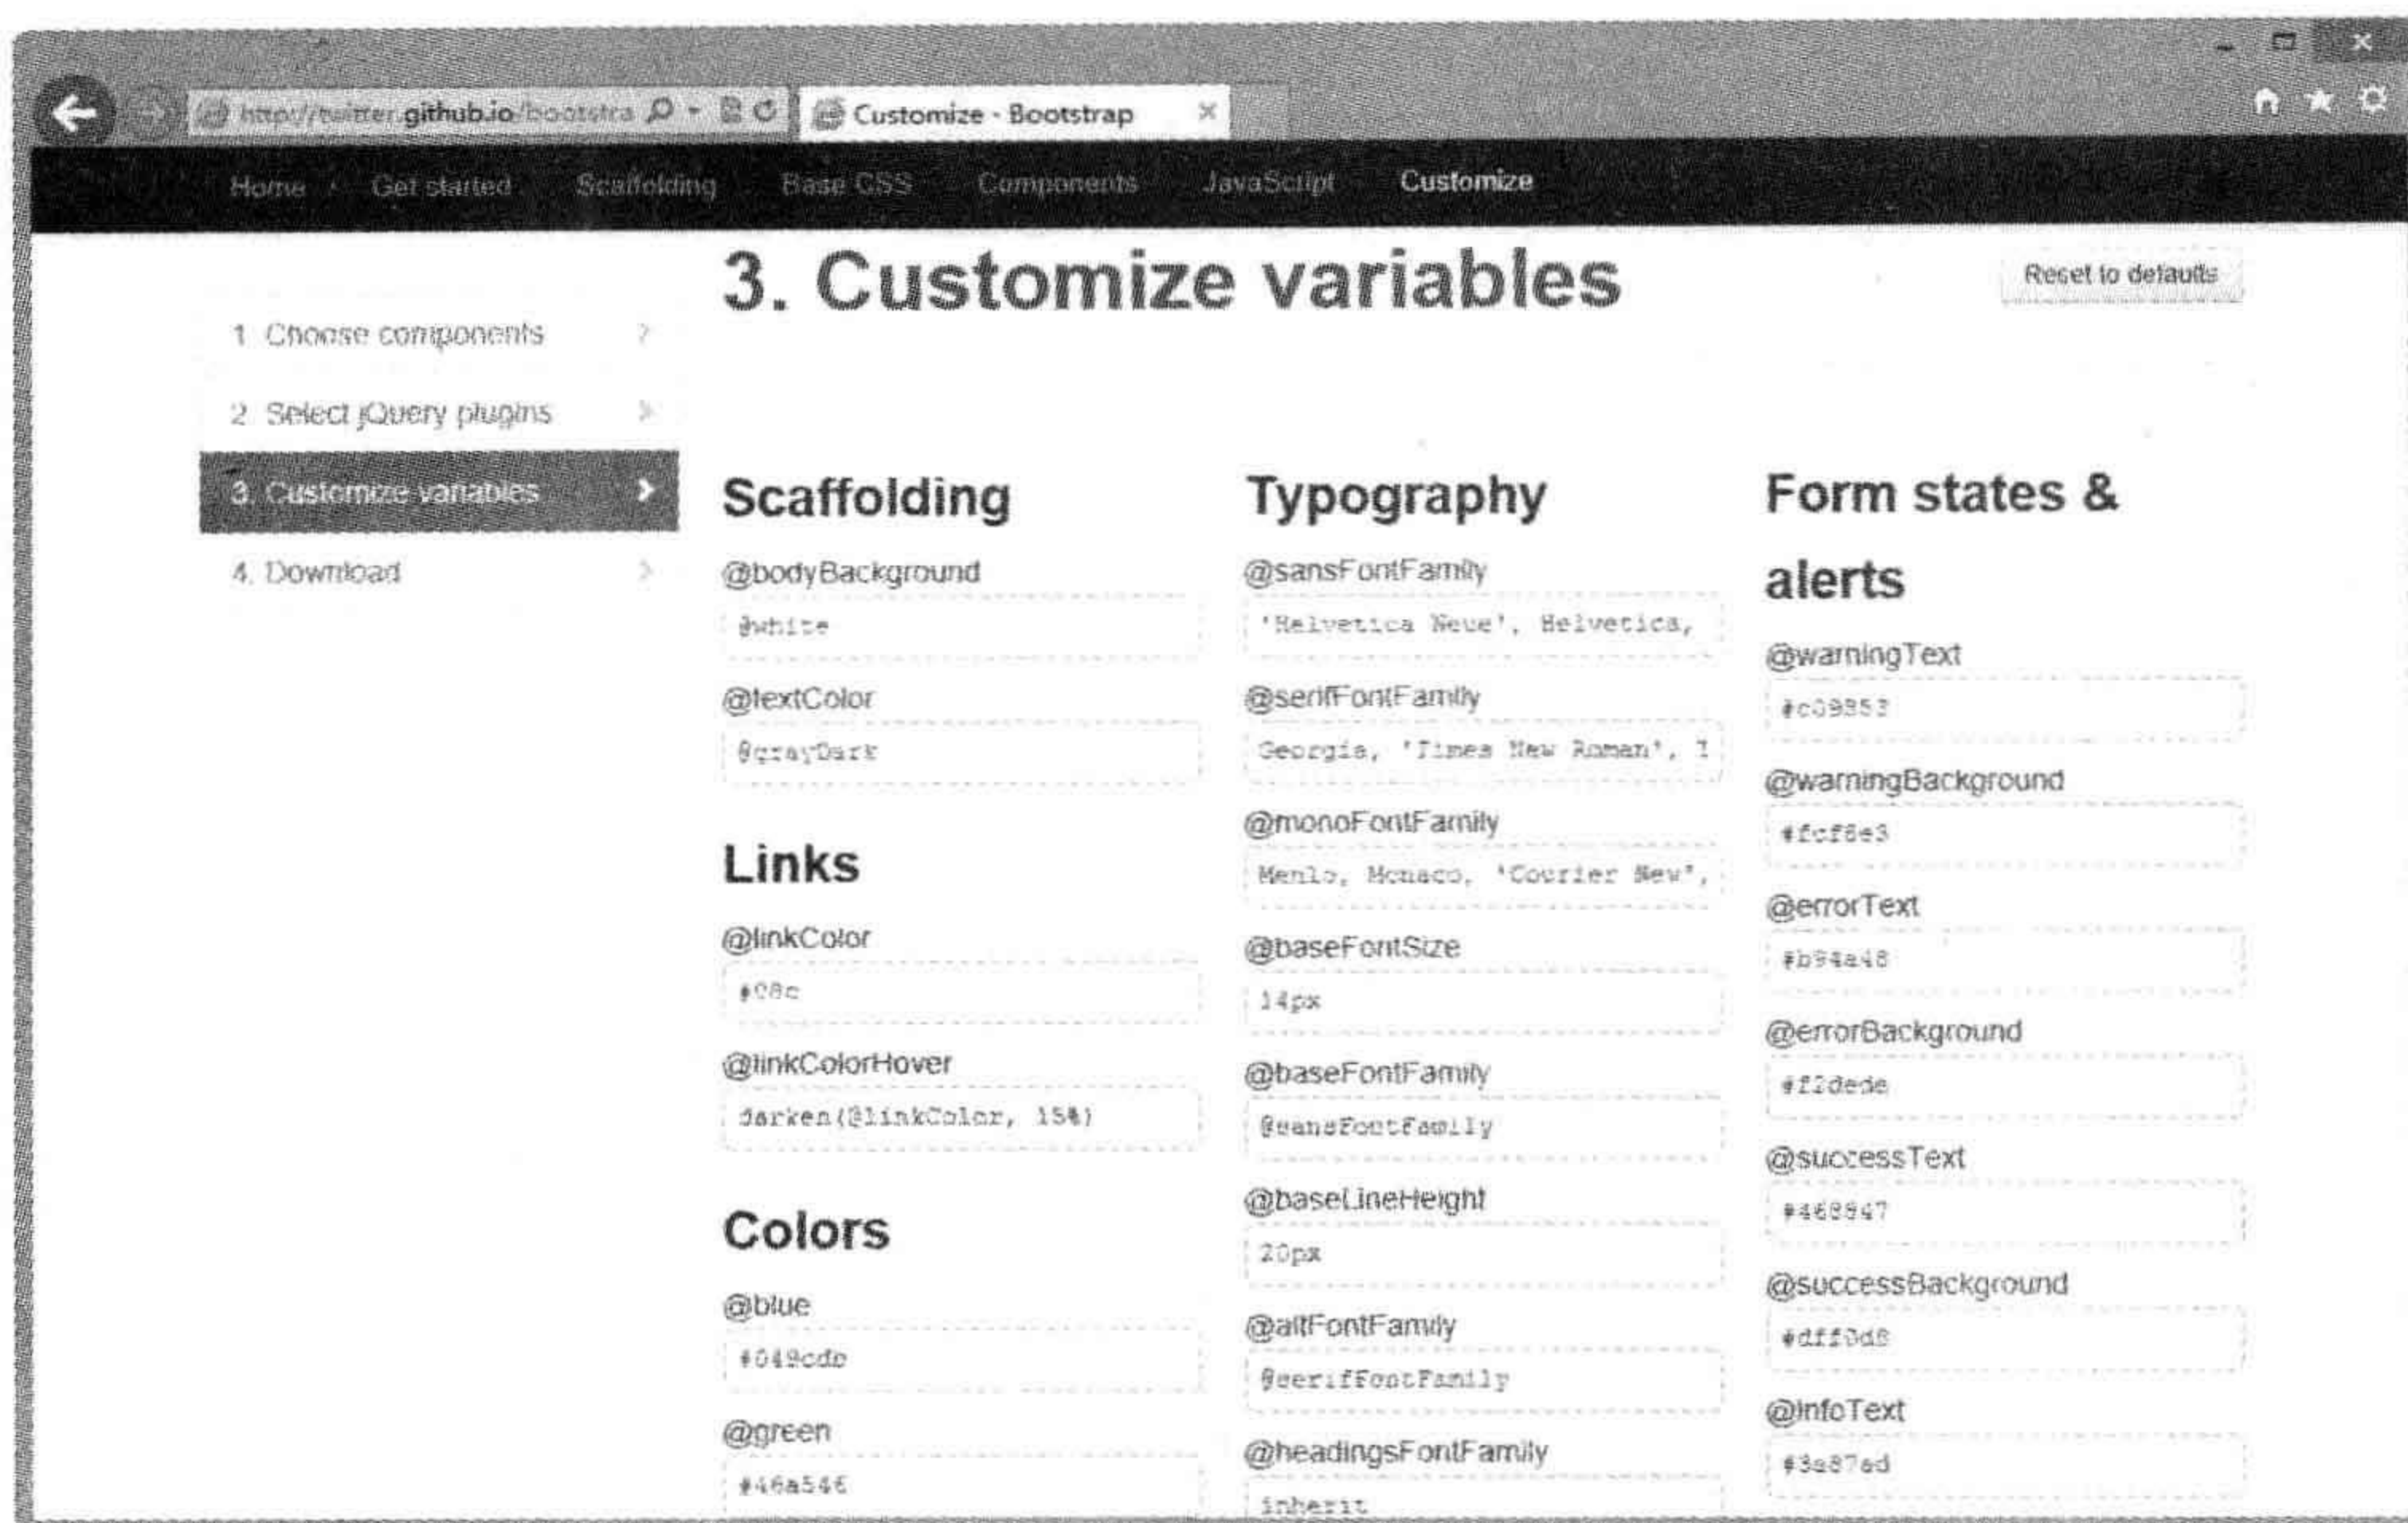 http://twitter.github.io/bootstra
Customize - Bootstrap
Home
Get started
Scaffolding
Base CSS
Components
JavaScript
Customize
3. Customize variables
Reset to defaults
1. Choose components
2. Select jQuery plugins
3. Customize variables
4. Download
Scaffolding
@bodyBackground
@white
@textColor
@grayDark
Links
@linkColor
#08c
@linkColorHover
darken(@linkColor, 15%)
Colors
@blue
#049cdb
@green
#46a546
Typography
@sansFontFamily
'Helvetica Neue', Helvetica,
@serifFontFamily
Georgia, 'Times New Roman', T
@monoFontFamily
Menlo, Monaco, 'Courier New',
@baseFontSize
14px
@baseFontFamily
@sansFontFamily
@baseLineHeight
20px
@altFontFamily
@serifFontFamily
@headingsFontFamily
inherit
Form states &
alerts
@warningText
#c09853
@warningBackground
#fcf8e3
@errorText
#b94a48
@errorBackground
#f2dede
@successText
#468847
@successBackground
#dff0d8
@infoText
#3a87ad